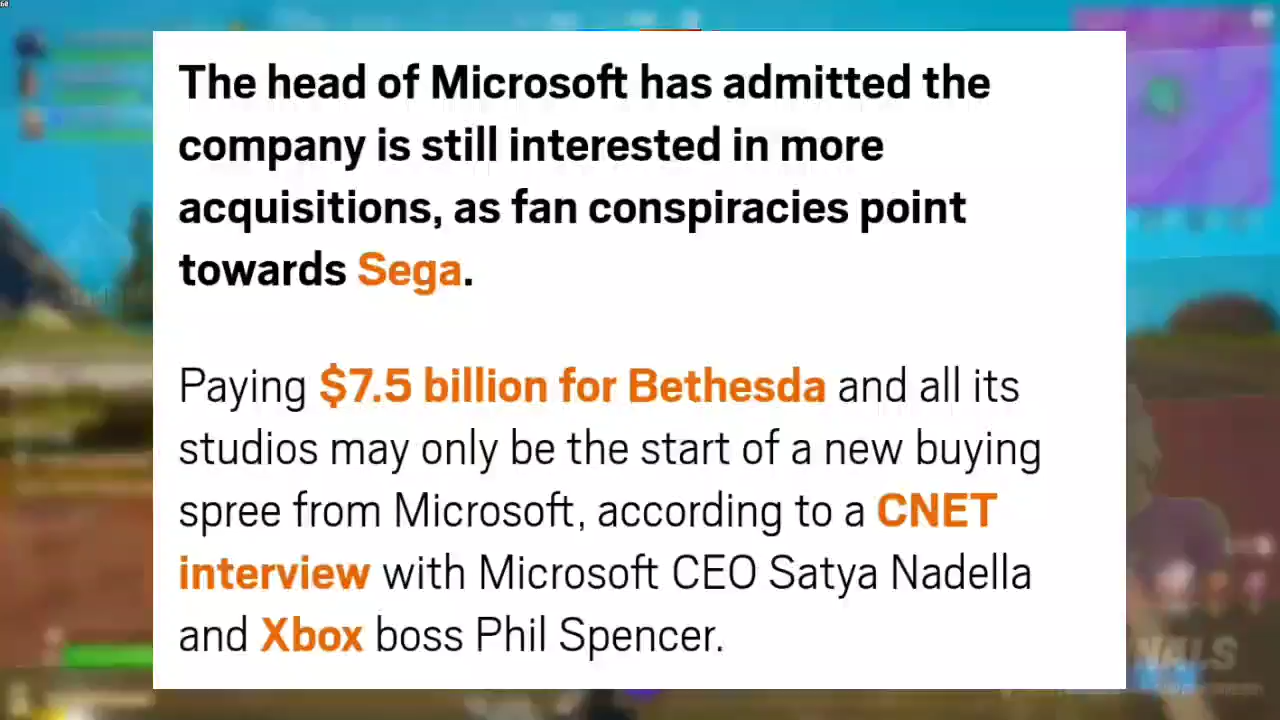 The head of Microsoft has admitted the
company is still interested in more
acquisitions, as fan conspiracies point
towards Sega.
Paying $7.5 billion for Bethesda and all its
studios may only be the start of a new buying
spree from Microsoft, according to a CNET
interview with Microsoft CEO Satya Nadella
and Xbox boss Phil Spencer.